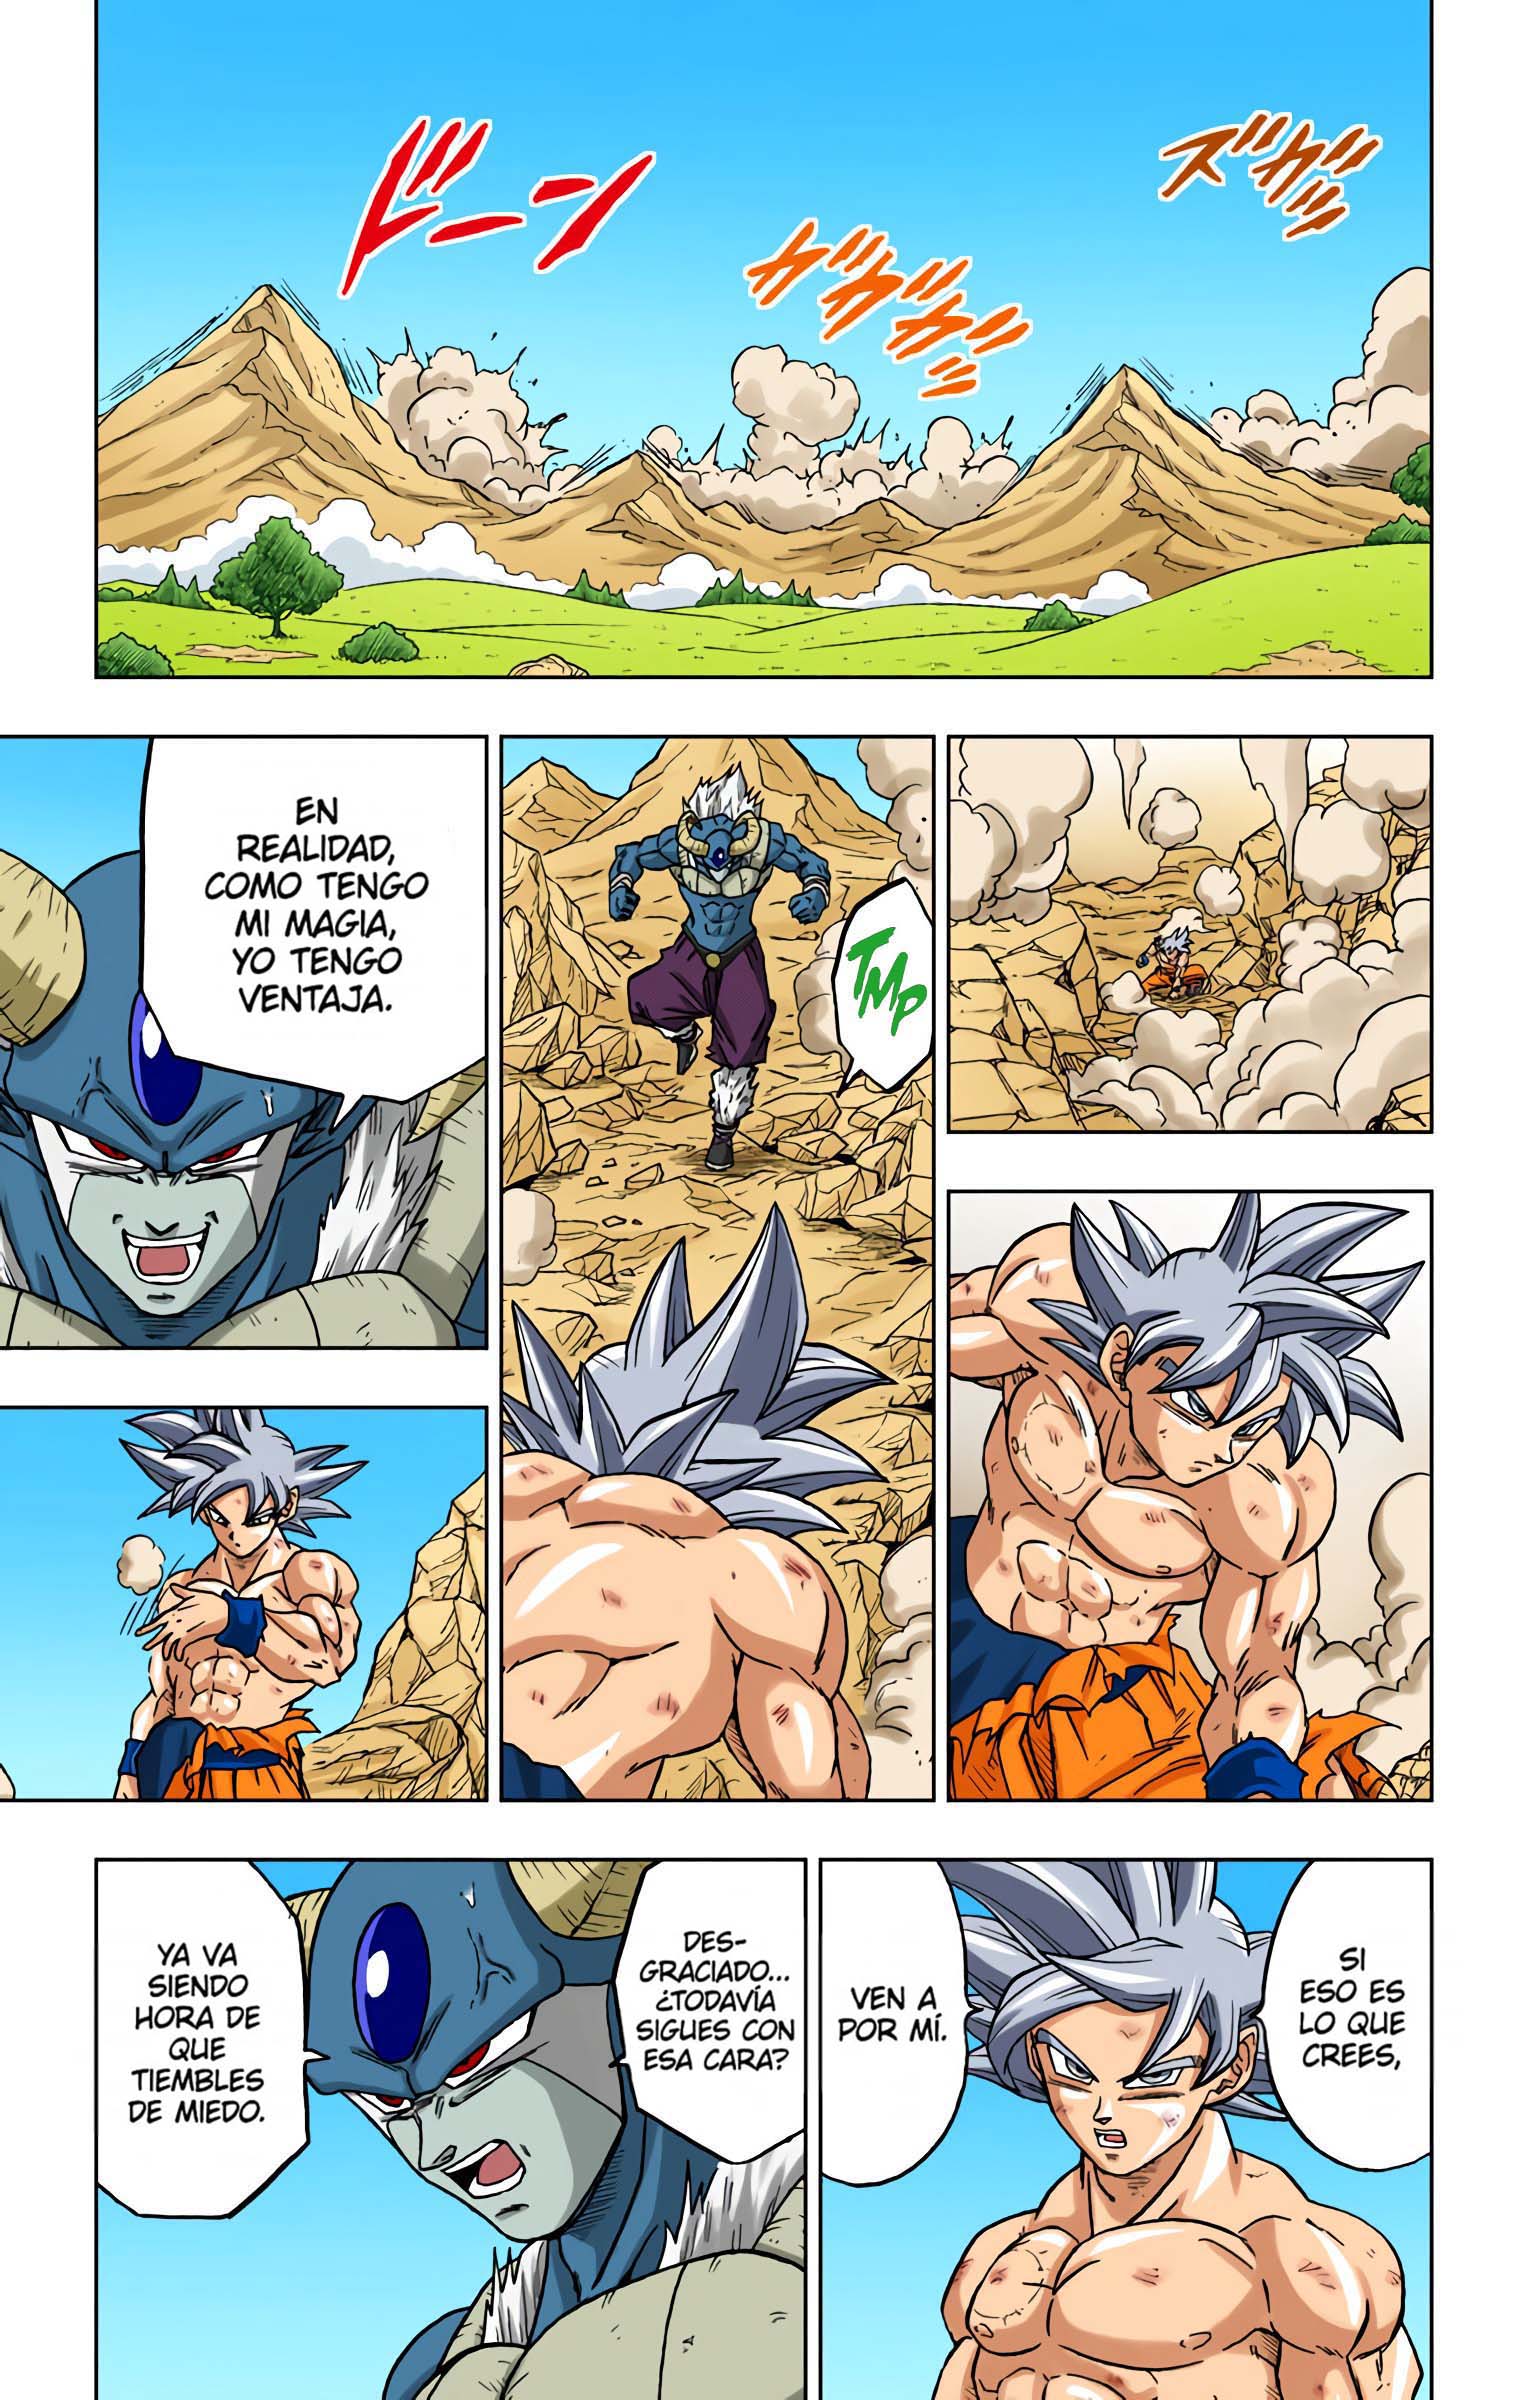 ズガガッ
ガガガガ
ドーン
TMP
EN
REALIDAD,
COMO TENGO
MI MAGIA,
YO TENGO
VENTAJA.
SI
ESO ES
LO QUE
CREES,
VEN A
POR MÍ.
DES-
GRACIADO...
¿TODAVÍA
SIGUES CON
ESA CARA?
YA VA
SIENDO
HORA DE
QUE
TIEMBLES
DE MIEDO.